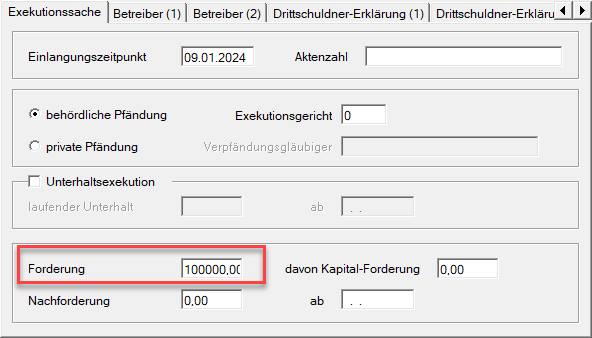 Exekutionssache Betreiber (1) Betreiber (2) Drittschuldner-Erklärung (1) Drittschuldner-Erkläru
Einlangungszeitpunkt 09.01.2024 Aktenzahl
behördliche Pfändung Exekutionsgericht 0
private Pfändung Verpfändungsgläubiger
Unterhaltsexekution
laufender Unterhalt ab . .
Forderung 100000,00 davon Kapital-Forderung 0,00
Nachforderung 0,00 ab . .